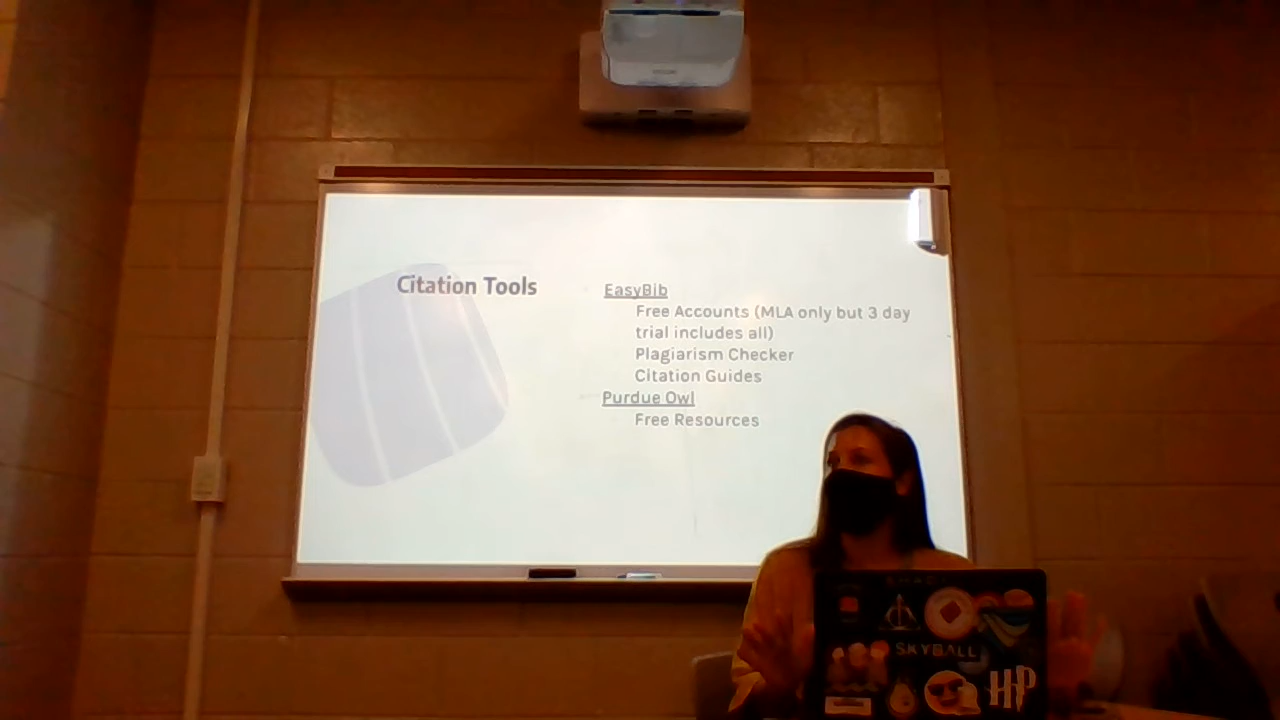 Citation Tools
EasyBib
Free Accounts (MLA only but 3 day
trial includes all)
Plagiarism Checker
Citation Guides
Purdue Owl
Free Resources
SKYBALL
HP